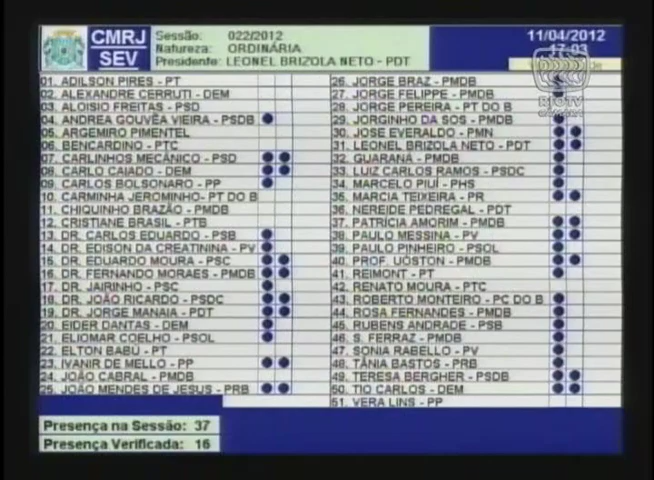 CMRJ
SEV
Sessão: 022/2012
Natureza: ORDINÁRIA
Presidente: LEONEL BRIZOLA NETO - PDT
11/04/2012
17:03
RIOTV
CÂMARA
01. ADILSON PIRES - PT
02. ALEXANDRE CERRUTI - DEM
03. ALOISIO FREITAS - PSD
04. ANDREA GOUVÊA VIEIRA - PSDB
05. ARGEMIRO PIMENTEL
06. BENCARDINO - PTC
07. CARLINHOS MECÂNICO - PSD
08. CARLO CAIADO - DEM
09. CARLOS BOLSONARO - PP
10. CARMINHA JEROMINHO- PT DO B
11. CHIQUINHO BRAZÃO - PMDB
12. CRISTIANE BRASIL - PTB
13. DR. CARLOS EDUARDO - PSB
14. DR. EDISON DA CREATININA - PV
15. DR. EDUARDO MOURA - PSC
16. DR. FERNANDO MORAES - PMDB
17. DR. JAIRINHO - PSC
18. DR. JOÃO RICARDO - PSDC
19. DR. JORGE MANAIA - PDT
20. EIDER DANTAS - DEM
21. ELIOMAR COELHO - PSOL
22. ELTON BABÚ - PT
23. IVANIR DE MELLO - PP
24. JOÃO CABRAL - PMDB
25. JOÃO MENDES DE JESUS - PRB
26. JORGE BRAZ - PMDB
27. JORGE FELIPPE - PMDB
28. JORGE PEREIRA - PT DO B
29. JORGINHO DA SOS - PMDB
30. JOSÉ EVERALDO - PMN
31. LEONEL BRIZOLA NETO - PDT
32. GUARANÁ - PMDB
33. LUIZ CARLOS RAMOS - PSDC
34. MARCELO PIUÍ - PHS
35. MARCIA TEIXEIRA - PR
36. NEREIDE PEDREGAL - PDT
37. PATRÍCIA AMORIM - PMDB
38. PAULO MESSINA - PV
39. PAULO PINHEIRO - PSOL
40. PROF. UÓSTON - PMDB
41. REIMONT - PT
42. RENATO MOURA - PTC
43. ROBERTO MONTEIRO - PC DO B
44. ROSA FERNANDES - PMDB
45. RUBENS ANDRADE - PSB
46. S. FERRAZ - PMDB
47. SONIA RABELLO - PV
48. TÂNIA BASTOS - PRB
49. TERESA BERGHER - PSDB
50. TIO CARLOS - DEM
51. VERA LINS - PP
Presença na Sessão: 37
Presença Verificada: 16